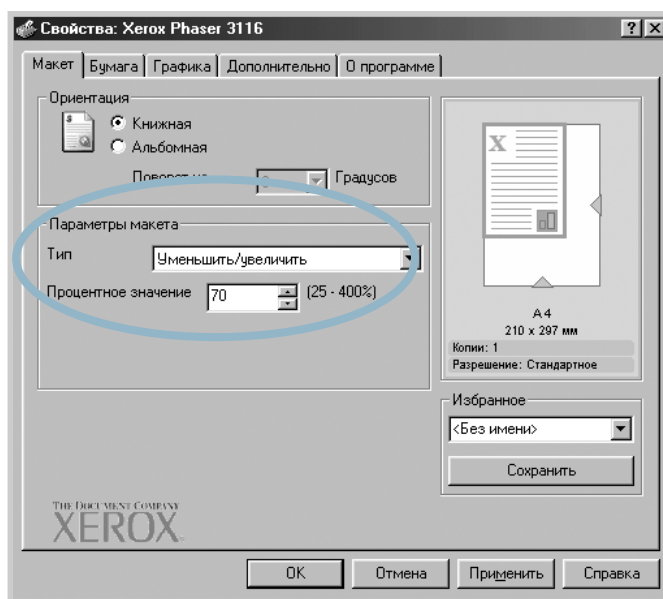 Свойства: Xerox Phaser 3116
Макет Бумага Графика Дополнительно О программе
Ориентация
Книжная
Альбомная
Градусов
Параметры макета
Тип Уменьшить/увеличить
Процентное значение 70 (25 - 400%)
X
A4
210 x 297 мм
Копии: 1
Разрешение: Стандартное
Избранное
<Без имени>
Сохранить
THE DOCUMENT COMPANY
XEROX
OK Отмена Применить Справка